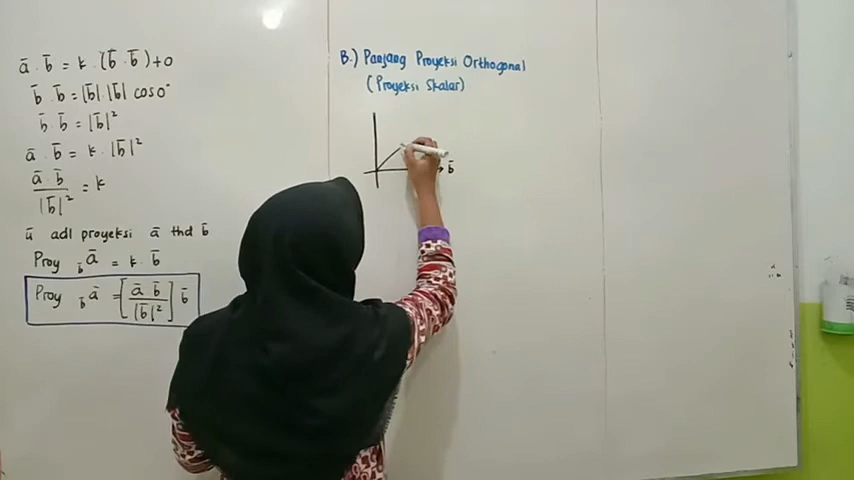 ā . b̄ = k . (b̄ . b̄) + 0
b̄ . b̄ = |b̄| |b̄| cos 0°
b̄ . b̄ = |b̄|²
ā . b̄ = k . |b̄|²
ā . b̄ / |b̄|² = k
ū adl proyeksi ā thd b̄
Proy b̄ ā = k . b̄
Proy b̄ ā = [ā b̄ / |b̄|²] b̄
B.) Panjang Proyeksi Orthogonal
(Proyeksi Skalar)
b̄